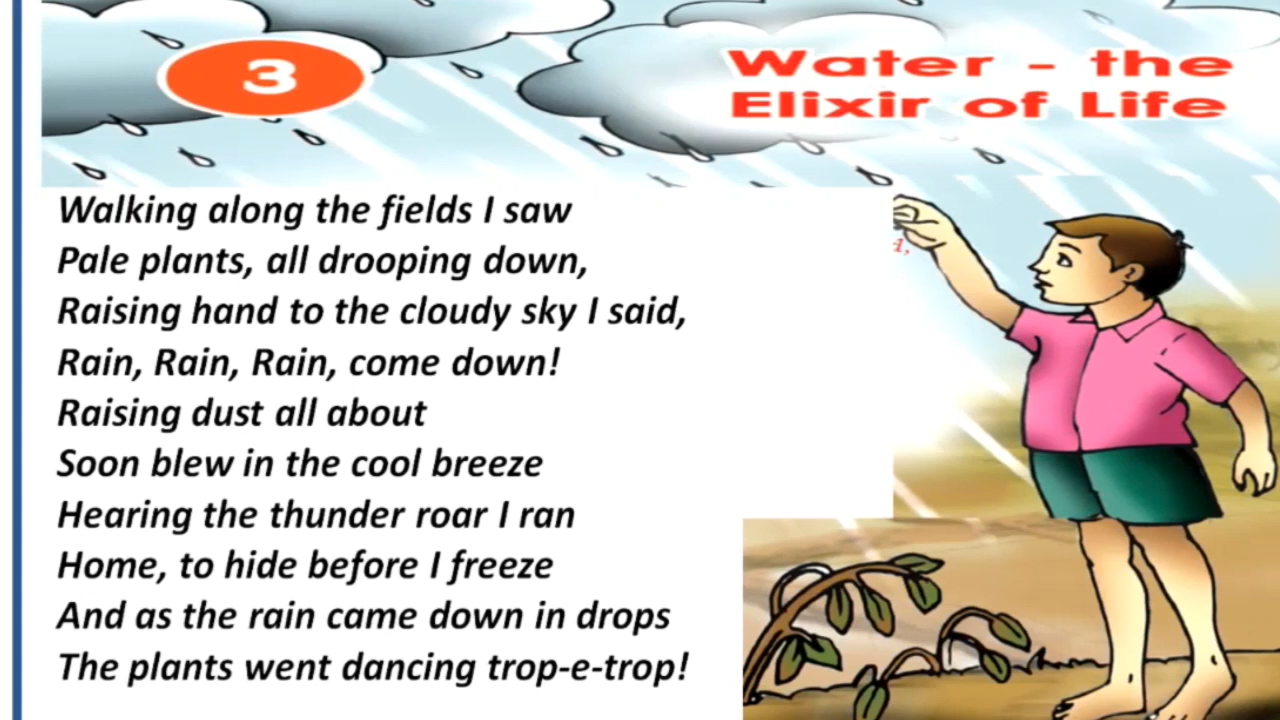 3
Water - the
Elixir of Life
Walking along the fields I saw
Pale plants, all drooping down,
Raising hand to the cloudy sky I said,
Rain, Rain, Rain, come down!
Raising dust all about
Soon blew in the cool breeze
Hearing the thunder roar I ran
Home, to hide before I freeze
And as the rain came down in drops
The plants went dancing trop-e-trop!